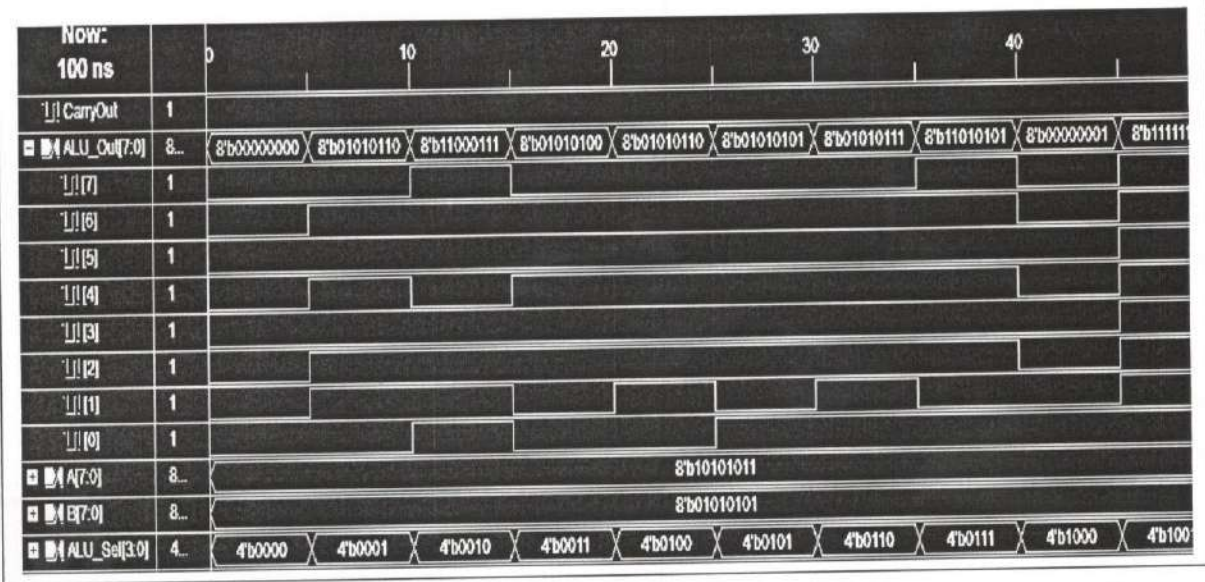 Now:
100 ns
0 10 20 30 40
CarryOut 1
ALU_Out[7:0] 8... 8'b00000000 8'b01010110 8'b11000111 8'b01010100 8'b01010110 8'b01010101 8'b01010111 8'b11010101 8'b00000001 8'b111111
[7] 1
[6] 1
[5] 1
[4] 1
[3] 1
[2] 1
[1] 1
[0] 1
A[7:0] 8... 8'b10101011
B[7:0] 8... 8'b01010101
ALU_Sel[3:0] 4... 4'b0000 4'b0001 4'b0010 4'b0011 4'b0100 4'b0101 4'b0110 4'b0111 4'b1000 4'b100